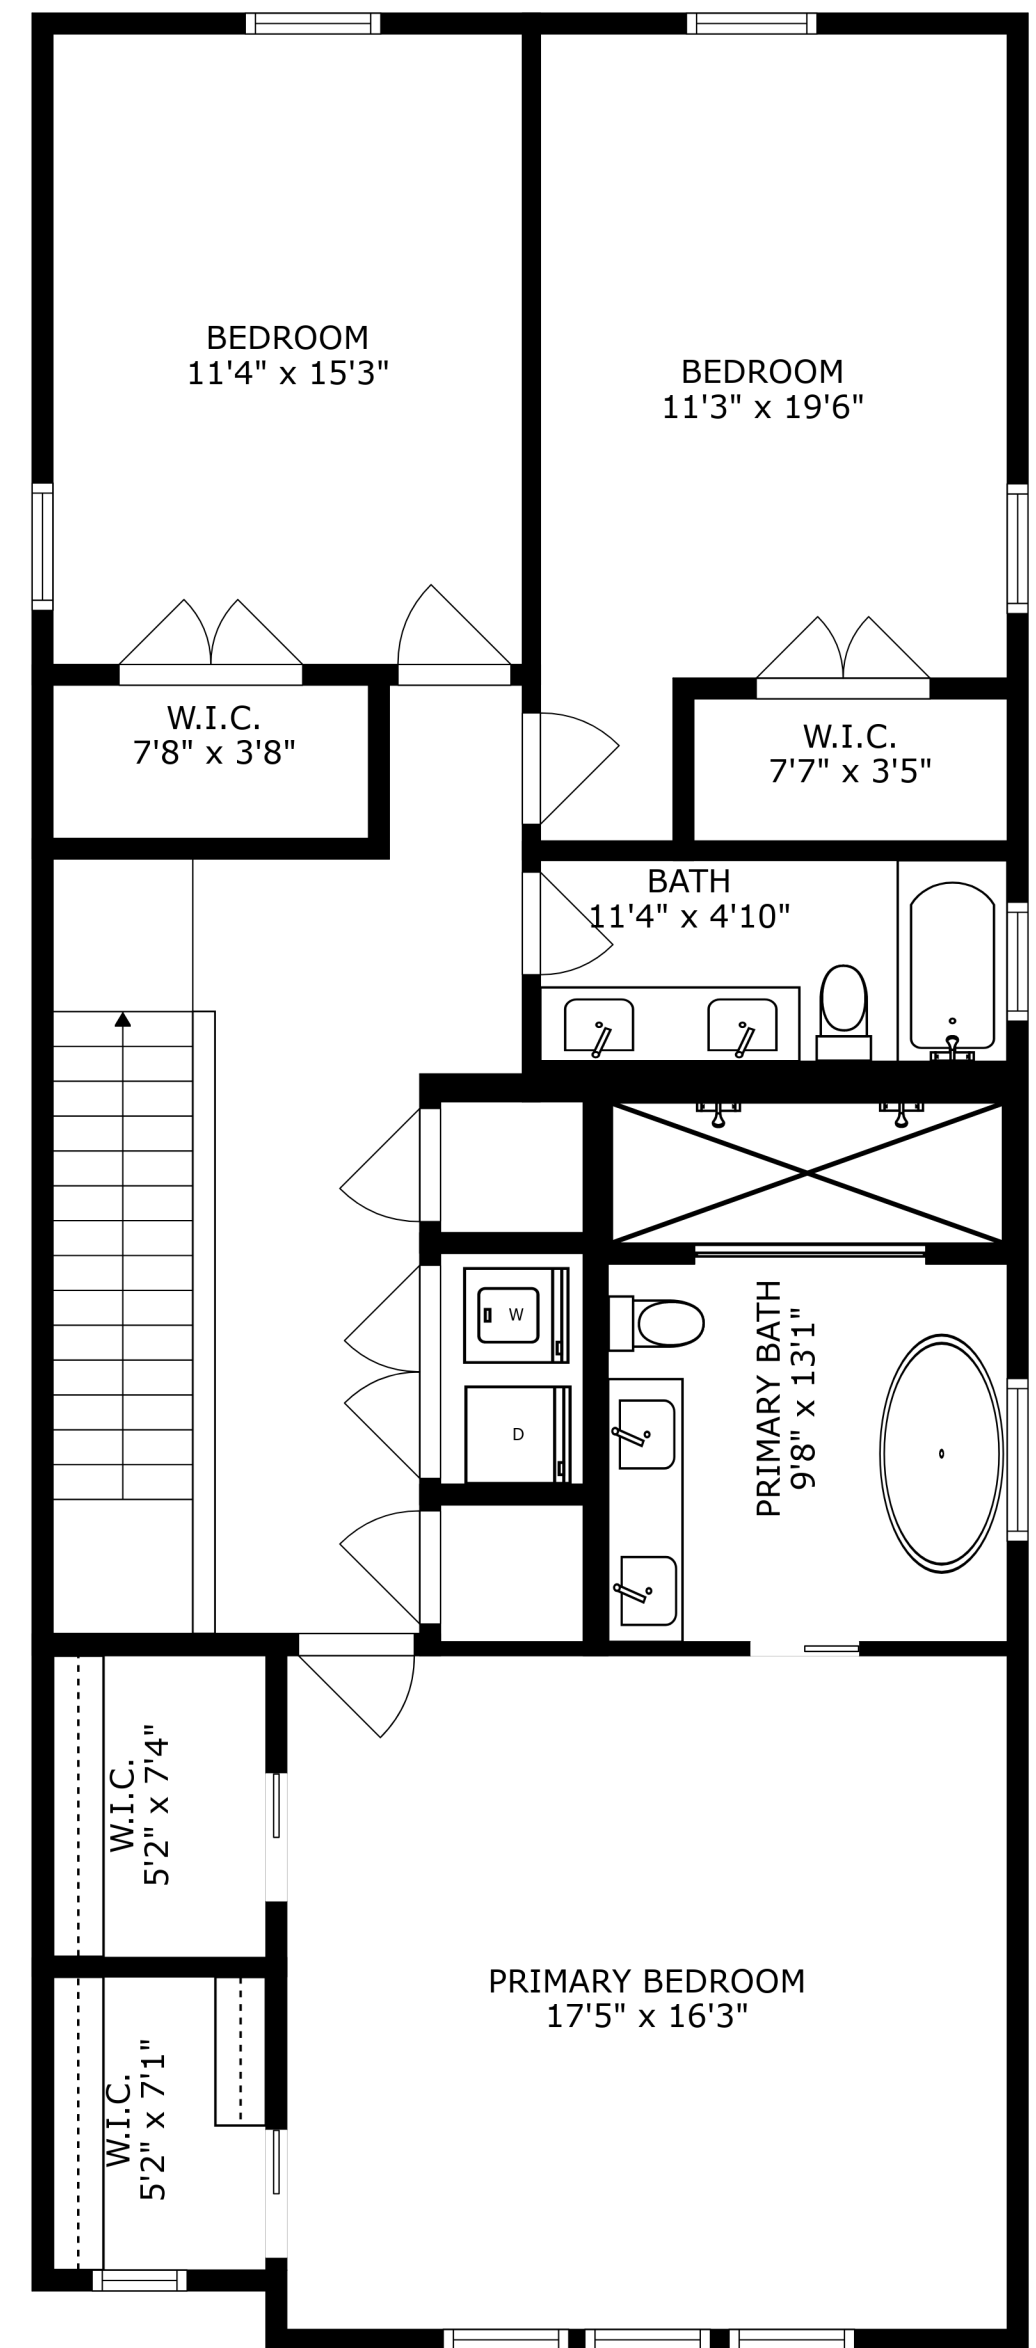 BEDROOM
11'4" x 15'3"
BEDROOM
11'3" x 19'6"
W.I.C.
7'8" x 3'8"
W.I.C.
7'7" x 3'5"
BATH
11'4" x 4'10"
W
D
PRIMARY BATH
9'8" x 13'1"
W.I.C.
5'2" x 7'4"
PRIMARY BEDROOM
17'5" x 16'3"
W.I.C.
5'2" x 7'1"